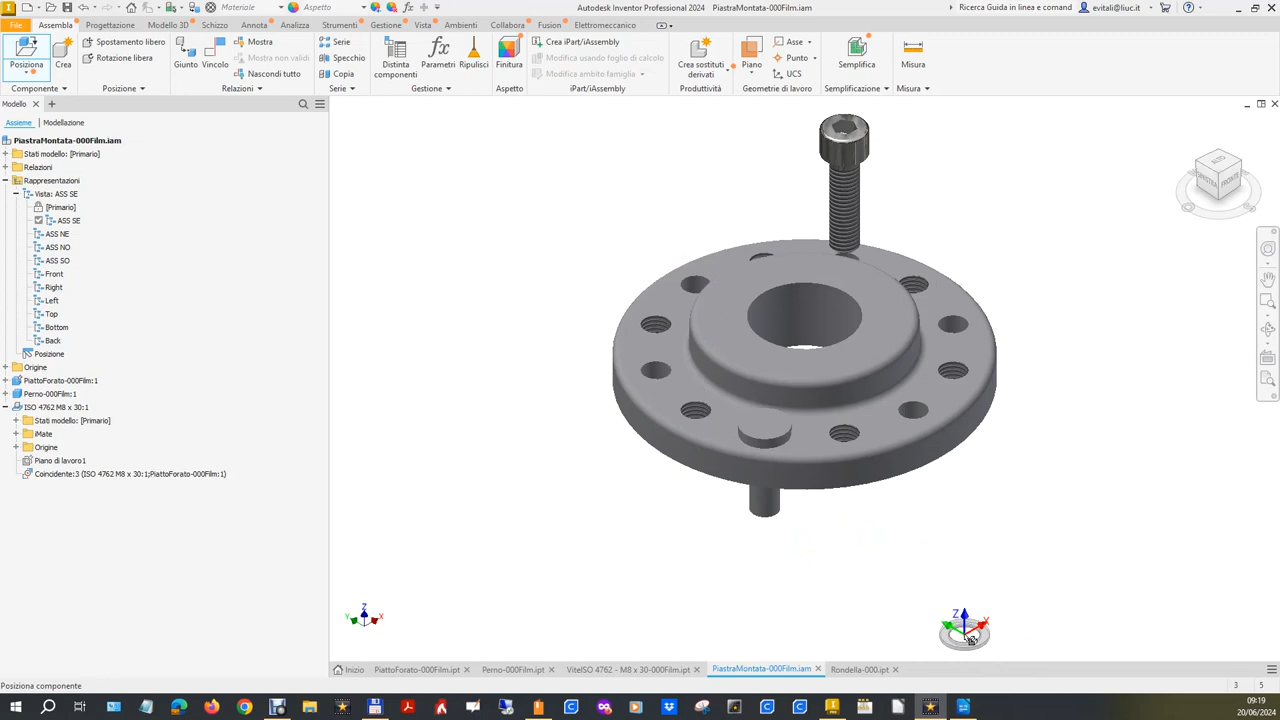 Materiale
Aspetto
Autodesk Inventor Professional 2024 PiastraMontata-000Film.iam
Ricerca Guida in linea e comand
evitali@liuc.it
File Assembla Progettazione Modello 3D Schizzo Annota Analizza Strumenti Gestione Vista Ambienti Collabora Fusion Elettromeccanico
Posiziona
Crea
Spostamento libero
Rotazione libera
Giunto
Vincolo
Mostra
Mostra non validi
Nascondi tutto
Serie
Specchio
Copia
Distinta componenti
Parametri
Ripulisci
Finitura
Crea iPart/iAssembly
Modifica usando foglio di calcolo
Modifica ambito famiglia
Crea sostituti derivati
Piano
Asse
Punto
UCS
Semplifica
Misura
Componente Posizione Relazioni Serie Gestione Aspetto iPart/iAssembly Produttività Geometrie di lavoro Semplificazione Misura
Modello
Assieme Modellazione
PiastraMontata-000Film.iam
Stati modello: [Primario]
Relazioni
Rappresentazioni
Vista: ASS SE
[Primario]
ASS SE
ASS NE
ASS NO
ASS SO
Front
Right
Left
Top
Bottom
Back
Posizione
Origine
PiattoForato-000Film:1
Perno-000Film:1
ISO 4762 M8 x 30:1
Stati modello: [Primario]
iMate
Origine
Piano di lavoro1
Coincidente:3 (ISO 4762 M8 x 30:1;PiattoForato-000Film:1)
ALTO
FRONTE
Z
Y
X
Z
X
Inizio PiattoForato-000Film.ipt Perno-000Film.ipt VitelSO 4762 - M8 x 30-000Film.ipt PiastraMontata-000Film.iam Rondella-000.ipt
Posiziona componente
3 5
09:19
20/06/2024